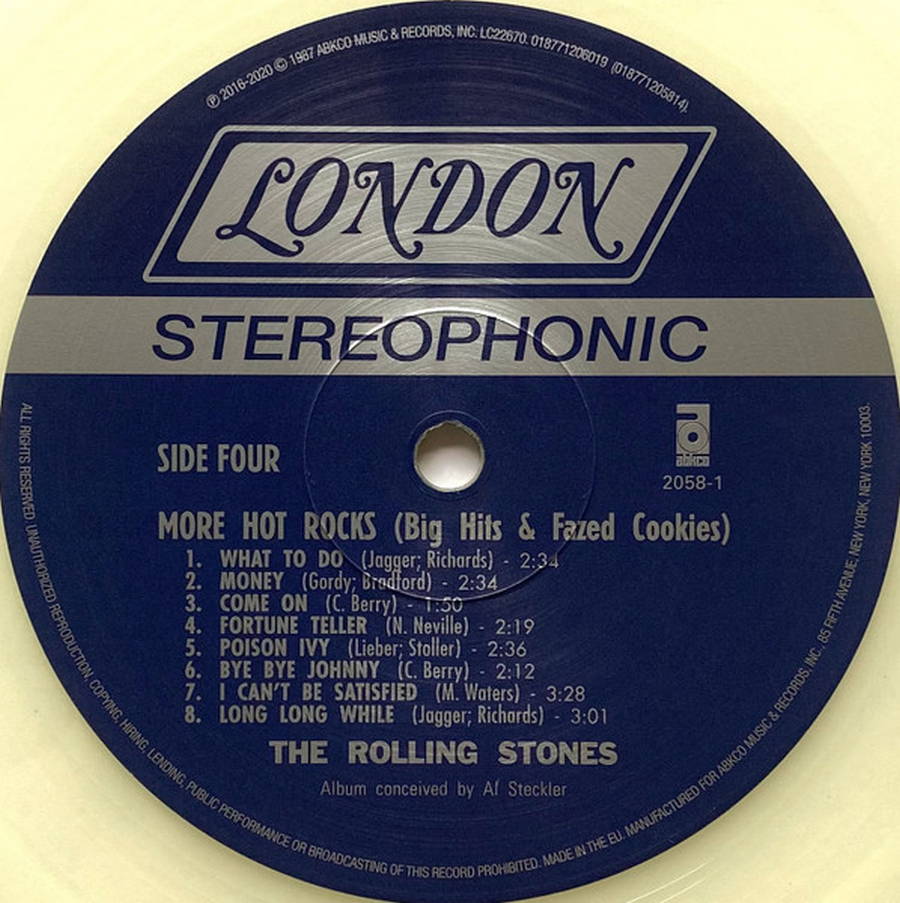 ℗ 2016-2020 © 1987 ABKCO MUSIC & RECORDS, INC. LC22670. 018771206019 (018771205814).
LONDON
STEREOPHONIC
SIDE FOUR
abkco
2058-1
MORE HOT ROCKS (Big Hits & Fazed Cookies)
1. WHAT TO DO (Jagger; Richards) - 2:34
2. MONEY (Gordy; Bradford) - 2:34
3. COME ON (C. Berry) - 1:50
4. FORTUNE TELLER (N. Neville) - 2:19
5. POISON IVY (Lieber; Stoller) - 2:36
6. BYE BYE JOHNNY (C. Berry) - 2:12
7. I CAN'T BE SATISFIED (M. Waters) - 3:28
8. LONG LONG WHILE (Jagger; Richards) - 3:01
THE ROLLING STONES
Album conceived by Al Steckler
ALL RIGHTS RESERVED. UNAUTHORIZED REPRODUCTION, COPYING, HIRING, LENDING, PUBLIC PERFORMANCE OR BROADCASTING OF THIS RECORD PROHIBITED. MADE IN THE EU. MANUFACTURED FOR ABKCO MUSIC & RECORDS, INC. 85 FIFTH AVENUE, NEW YORK, NEW YORK 10003.